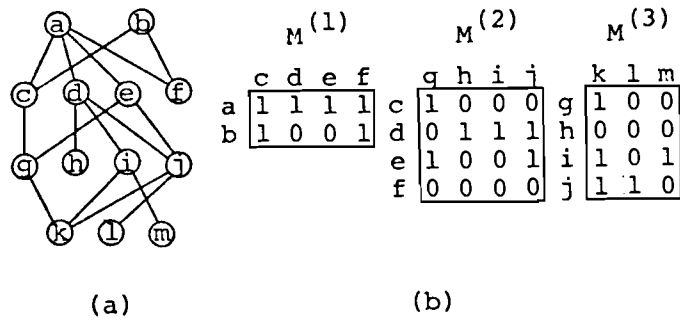 a b
c d e f
g h i j
k l m
(a)
M(1)
c d e f
a 1 1 1 1
b 1 0 0 1
M(2)
g h i j
c 1 0 0 0
d 0 1 1 1
e 1 0 0 1
f 0 0 0 0
M(3)
k l m
g 1 0 0
h 0 0 0
i 1 0 1
j 1 1 0
(b)